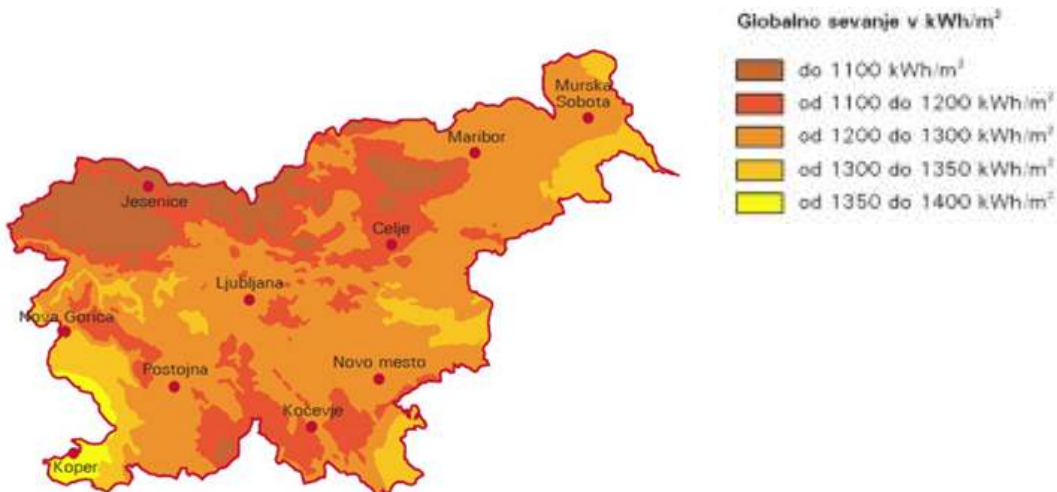 Globalno sevanje v kWh/m²
do 1100 kWh/m²
od 1100 do 1200 kWh/m²
od 1200 do 1300 kWh/m²
od 1300 do 1350 kWh/m²
od 1350 do 1400 kWh/m²
Murska
Sobota
Maribor
Jesenice
Celje
Ljubljana
Nova Gorica
Postojna
Novo mesto
Kočevje
Koper